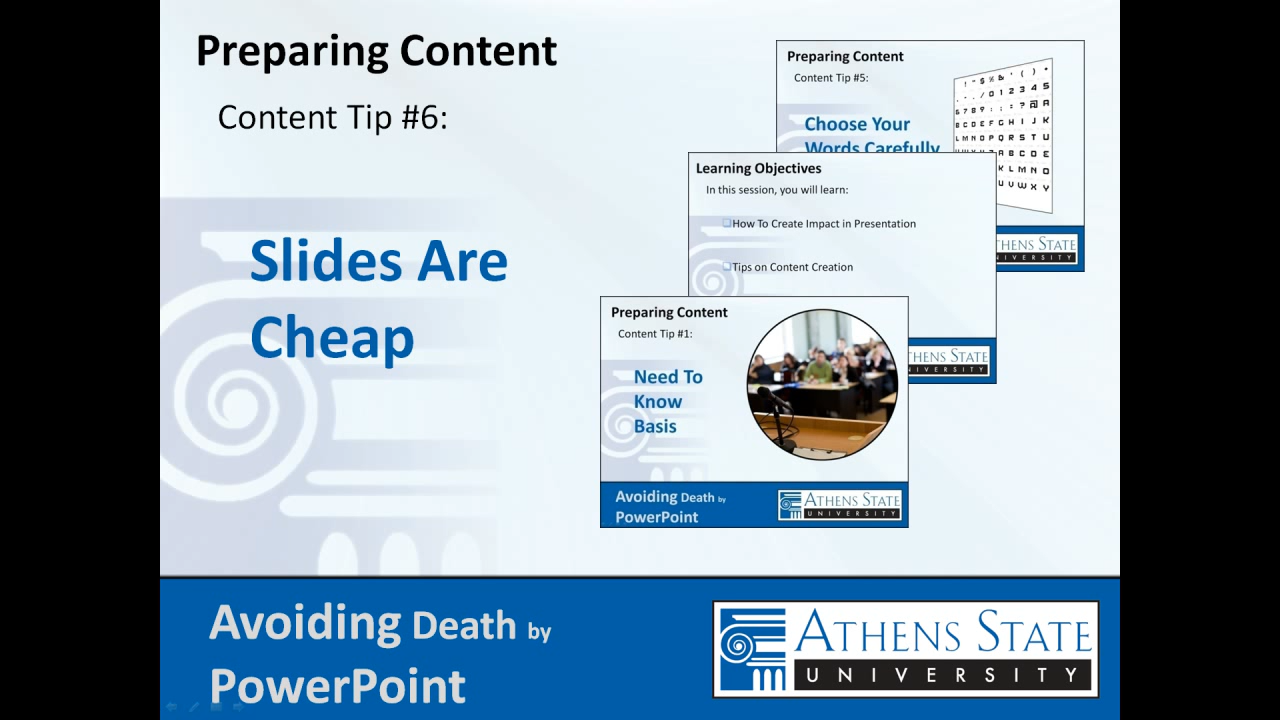 Preparing Content
Content Tip #6:
Slides Are
Cheap
Preparing Content
Content Tip #5:
Choose Your
Words Carefully
Learning Objectives
In this session, you will learn:
How To Create Impact in Presentation
Tips on Content Creation
Preparing Content
Content Tip #1:
Need To
Know
Basis
Avoiding Death by
PowerPoint
ATHENS STATE
UNIVERSITY
Avoiding Death by
PowerPoint
ATHENS STATE
UNIVERSITY